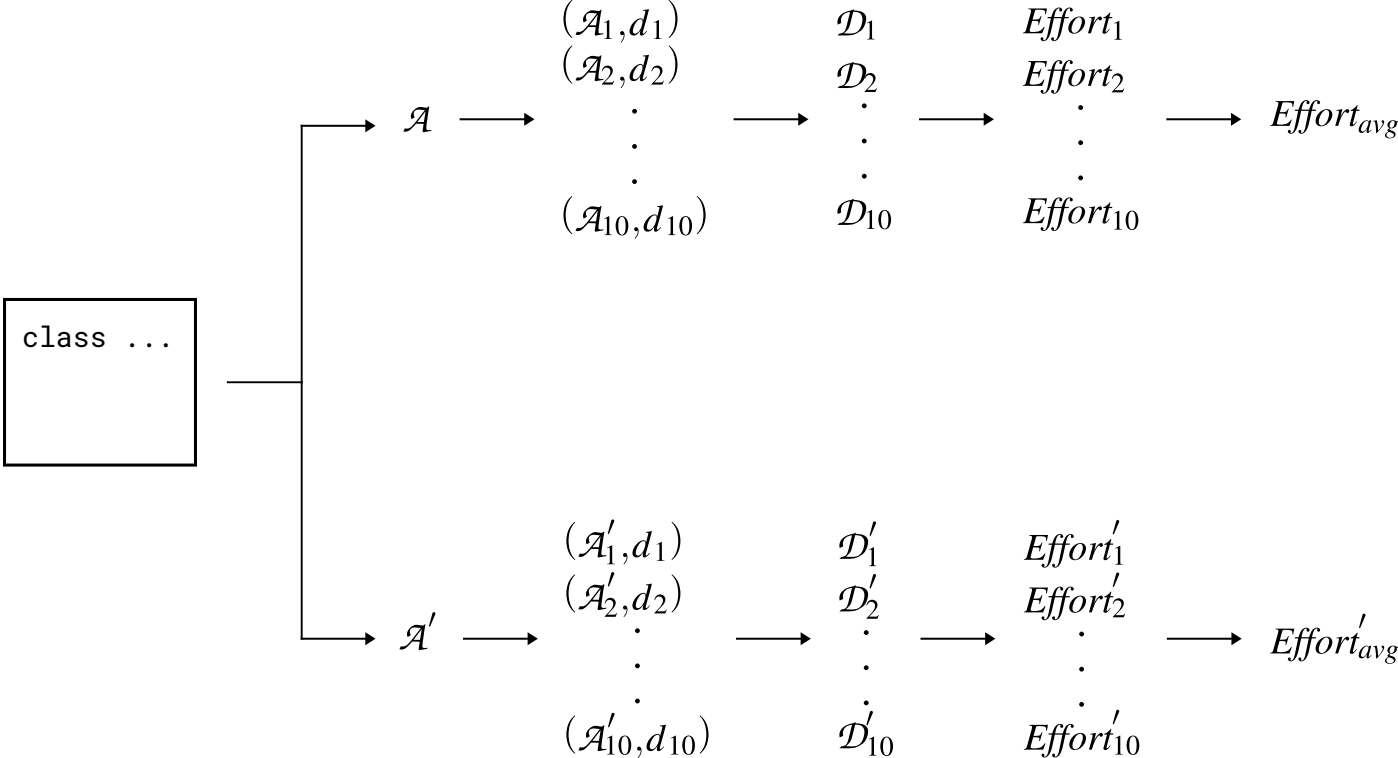 (𝒜₁,d₁) 𝒟₁ Effort₁
(𝒜₂,d₂) 𝒟₂ Effort₂
𝒜 . . . Effortₐᵥg
. . .
. . .
(𝒜₁₀,d₁₀) 𝒟₁₀ Effort₁₀
class ...
(𝒜′₁,d₁) 𝒟′₁ Effort′₁
(𝒜′₂,d₂) 𝒟′₂ Effort′₂
𝒜′ . . . Effort′ₐᵥg
. . .
. . .
(𝒜′₁₀,d₁₀) 𝒟′₁₀ Effort′₁₀